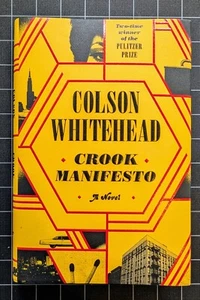 Two-time
winner
of the
PULITZER
PRIZE
COLSON
WHITEHEAD
CROOK
MANIFESTO
A Novel